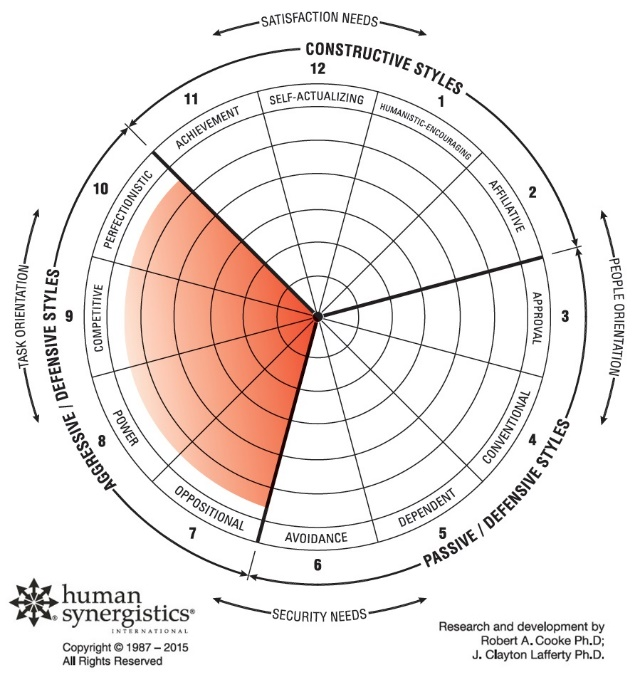 SATISFACTION NEEDS
CONSTRUCTIVE STYLES
12
SELF-ACTUALIZING
1
HUMANISTIC-ENCOURAGING
2
AFFILIATIVE
PEOPLE ORIENTATION
3
APPROVAL
4
CONVENTIONAL
PASSIVE / DEFENSIVE STYLES
5
DEPENDENT
6
AVOIDANCE
SECURITY NEEDS
7
OPPOSITIONAL
8
POWER
AGGRESSIVE / DEFENSIVE STYLES
TASK ORIENTATION
9
COMPETITIVE
10
PERFECTIONISTIC
11
ACHIEVEMENT
human
synergistics®
INTERNATIONAL
Copyright © 1987 – 2015
All Rights Reserved
Research and development by
Robert A. Cooke Ph.D;
J. Clayton Lafferty Ph.D.